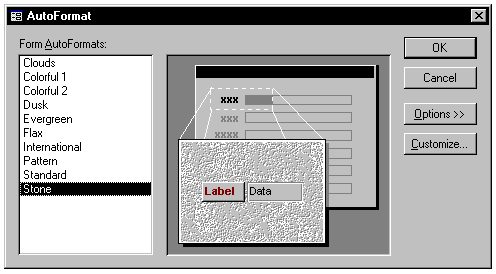 AutoFormat
Form AutoFormats:
Clouds
Colorful 1
Colorful 2
Dusk
Evergreen
Flax
International
Pattern
Standard
Stone
xxx
xxx
xxxx
Label Data
OK
Cancel
Options >>
Customize...